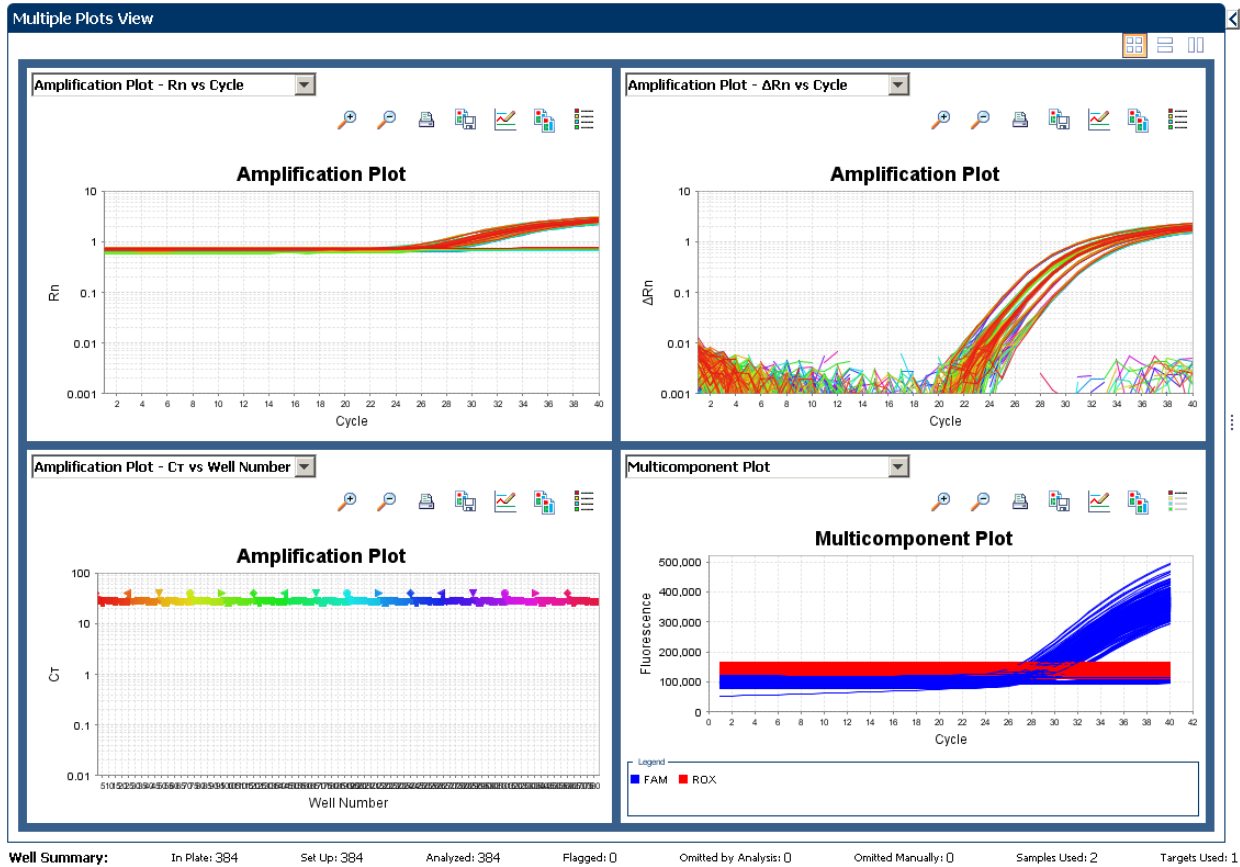 Multiple Plots View
Amplification Plot - Rn vs Cycle
Amplification Plot
10
1
0.1
0.01
0.001
Rn
2 4 6 8 10 12 14 16 18 20 22 24 26 28 30 32 34 36 38 40
Cycle
Amplification Plot - ΔRn vs Cycle
Amplification Plot
10
1
0.1
0.01
0.001
ΔRn
2 4 6 8 10 12 14 16 18 20 22 24 26 28 30 32 34 36 38 40
Cycle
Amplification Plot - Cт vs Well Number
Amplification Plot
100
10
1
0.1
0.01
Cт
Well Number
Multicomponent Plot
Multicomponent Plot
500,000
400,000
300,000
200,000
100,000
0
Fluorescence
0 2 4 6 8 10 12 14 16 18 20 22 24 26 28 30 32 34 36 38 40 42
Cycle
Legend
FAM ROX
Well Summary: In Plate: 384 Set Up: 384 Analyzed: 384 Flagged: 0 Omitted by Analysis: 0 Omitted Manually: 0 Samples Used: 2 Targets Used: 1